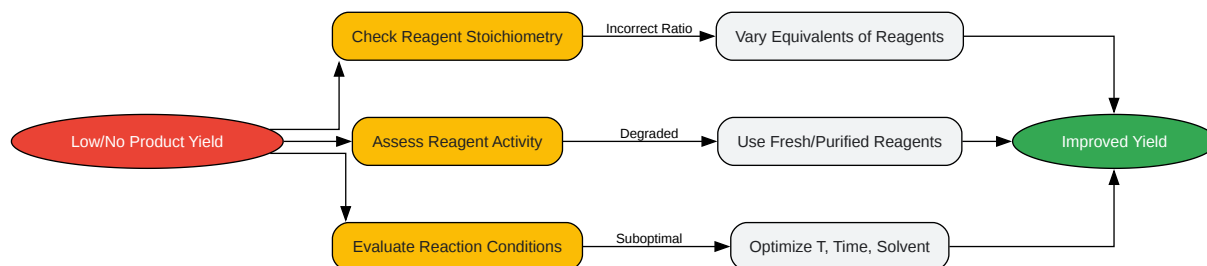 Check Reagent Stoichiometry
Incorrect Ratio
Vary Equivalents of Reagents
Low/No Product Yield
Assess Reagent Activity
Degraded
Use Fresh/Purified Reagents
Improved Yield
Evaluate Reaction Conditions
Suboptimal
Optimize T, Time, Solvent